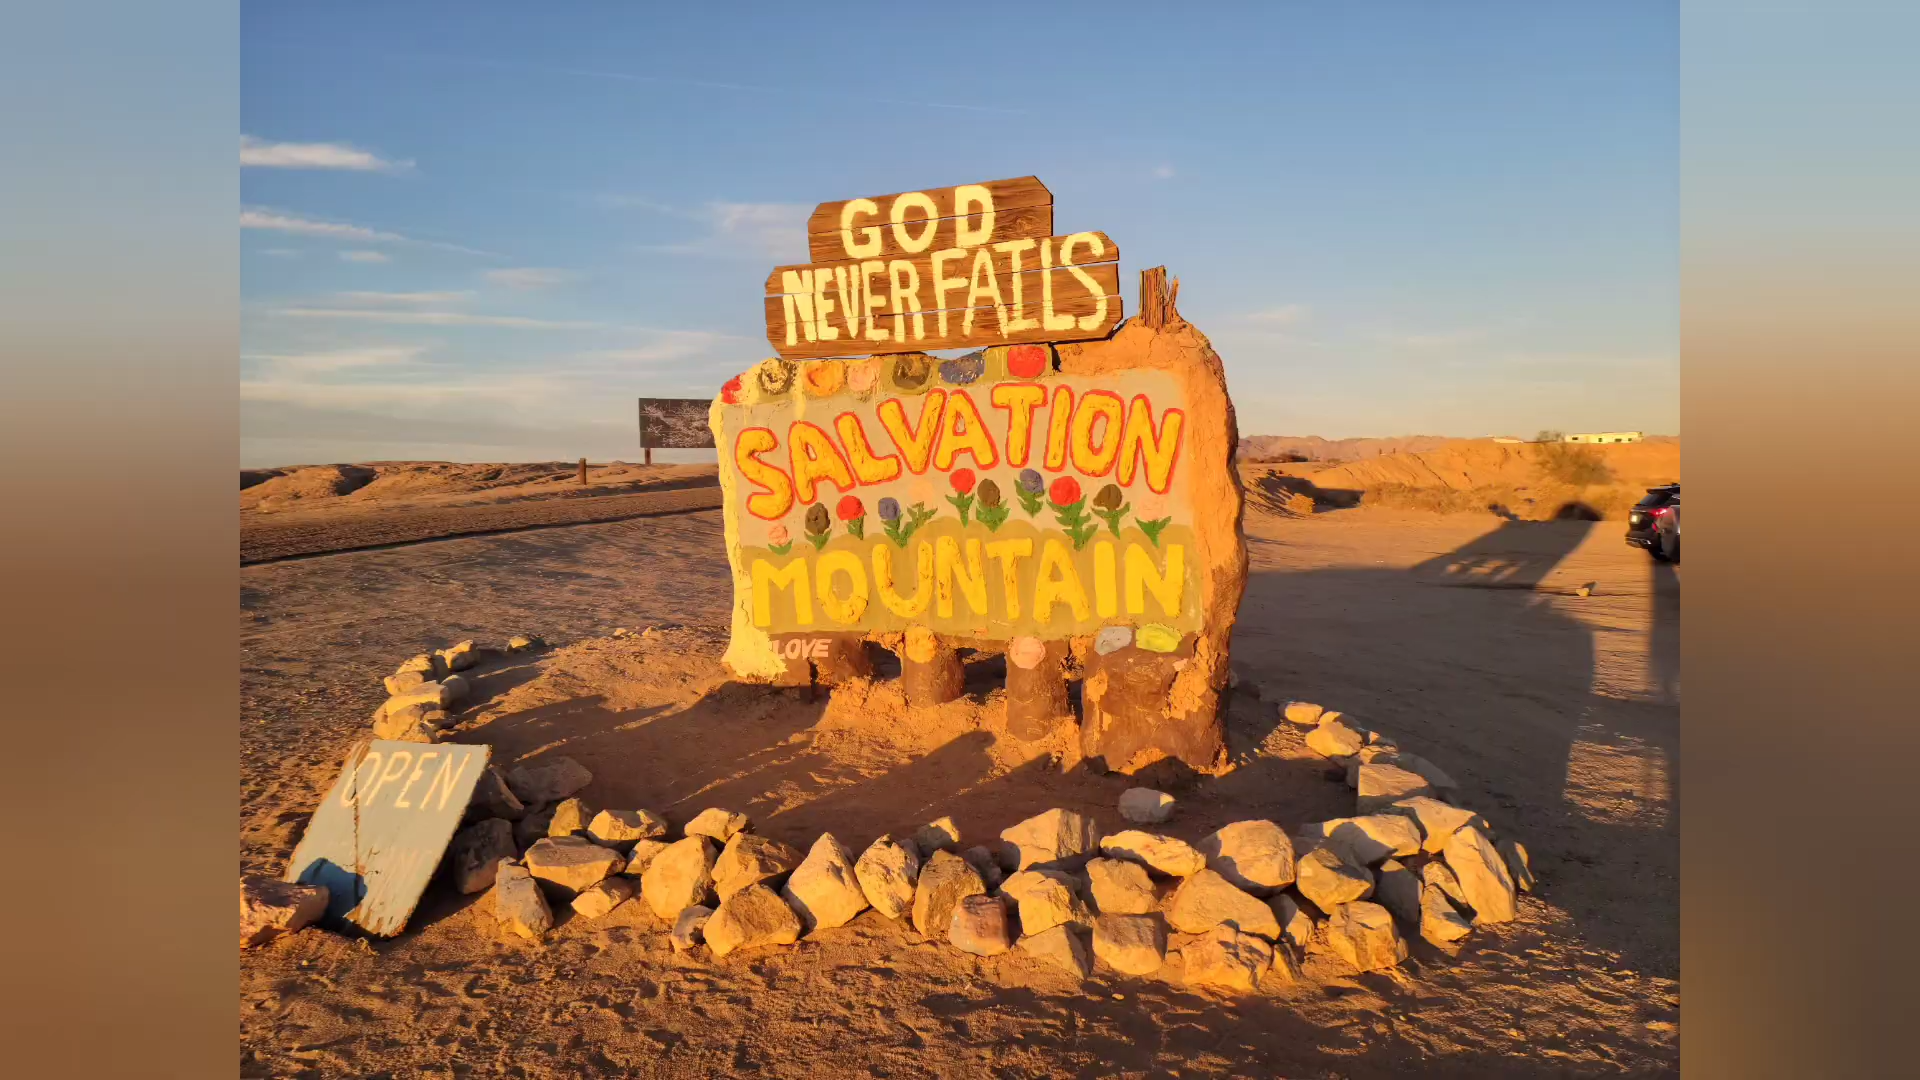 GOD
NEVER FAILS
SALVATION
MOUNTAIN
LOVE
OPEN